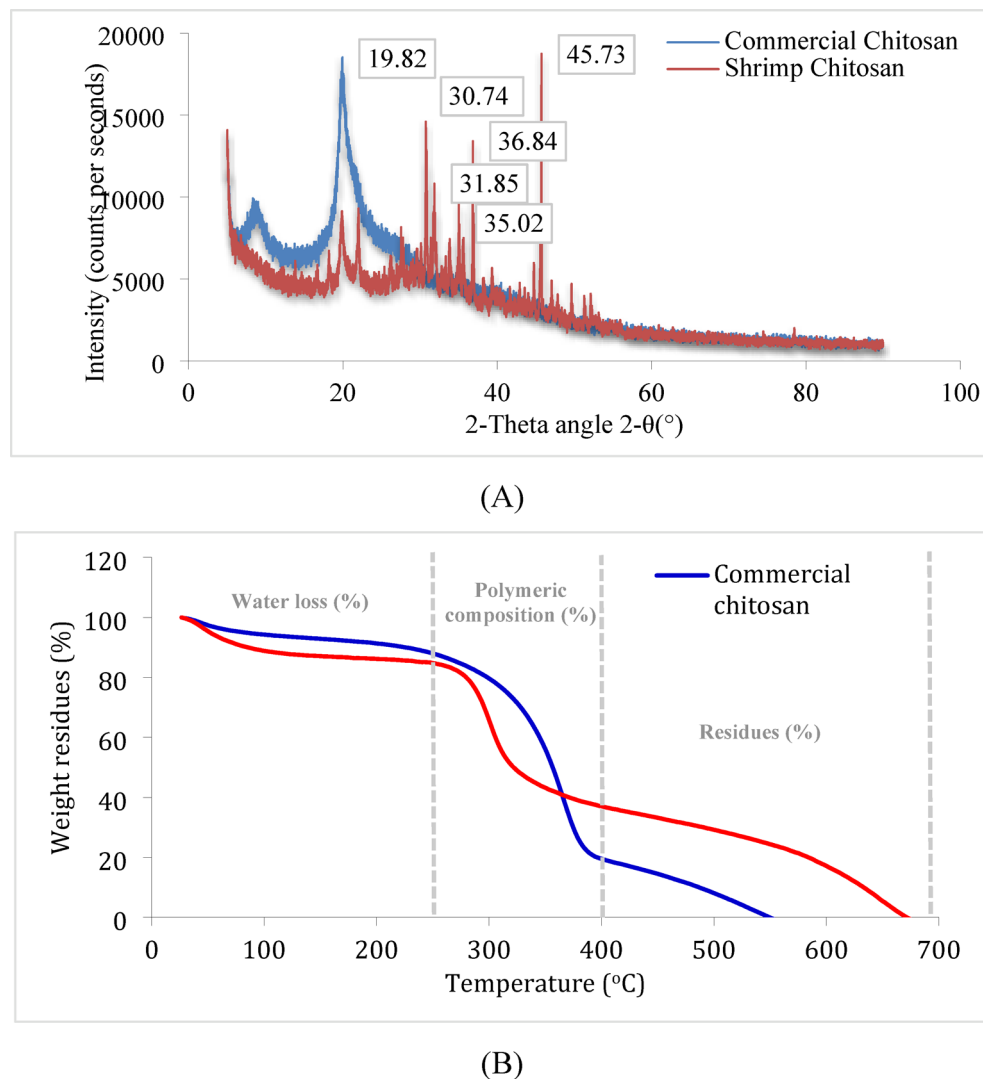 20000
15000
10000
5000
0
Intensity (counts per seconds)
19.82
30.74
36.84
31.85
35.02
45.73
Commercial Chitosan
Shrimp Chitosan
0 20 40 60 80 100
2-Theta angle 2-θ(°)
(A)
120
100
80
60
40
20
0
Weight residues (%)
Water loss (%)
Polymeric
composition (%)
Residues (%)
Commercial
chitosan
0 100 200 300 400 500 600 700
Temperature (ºC)
(B)